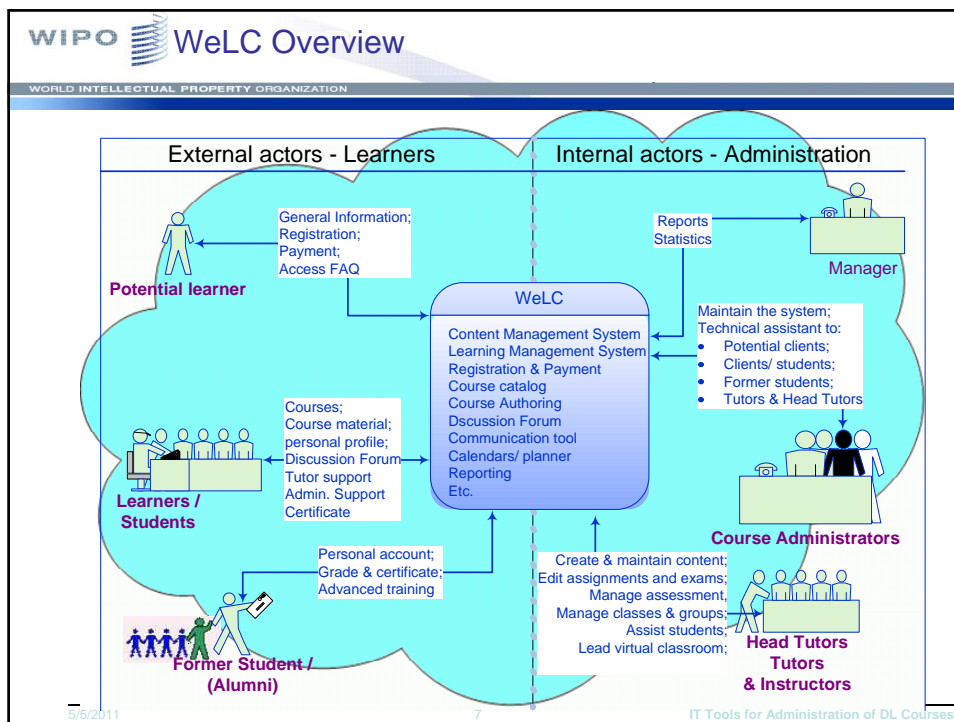 WIPO
WeLC Overview
WORLD INTELLECTUAL PROPERTY ORGANIZATION
External actors - Learners
Internal actors - Administration
General Information;
Registration;
Payment;
Access FAQ
Potential learner
Reports
Statistics
Manager
WeLC
Content Management System
Learning Management System
Registration & Payment
Course catalog
Course Authoring
Dscussion Forum
Communication tool
Calendars/ planner
Reporting
Etc.
Maintain the system;
Technical assistant to:
• Potential clients;
• Clients/ students;
• Former students;
• Tutors & Head Tutors
Courses;
Course material;
personal profile;
Discussion Forum
Tutor support
Admin. Support
Certificate
Learners /
Students
Course Administrators
Personal account;
Grade & certificate;
Advanced training
Former Student /
(Alumni)
Create & maintain content;
Edit assignments and exams;
Manage assessment,
Manage classes & groups;
Assist students;
Lead virtual classroom;
Head Tutors
Tutors
& Instructors
5/5/2011
7
IT Tools for Administration of DL Courses